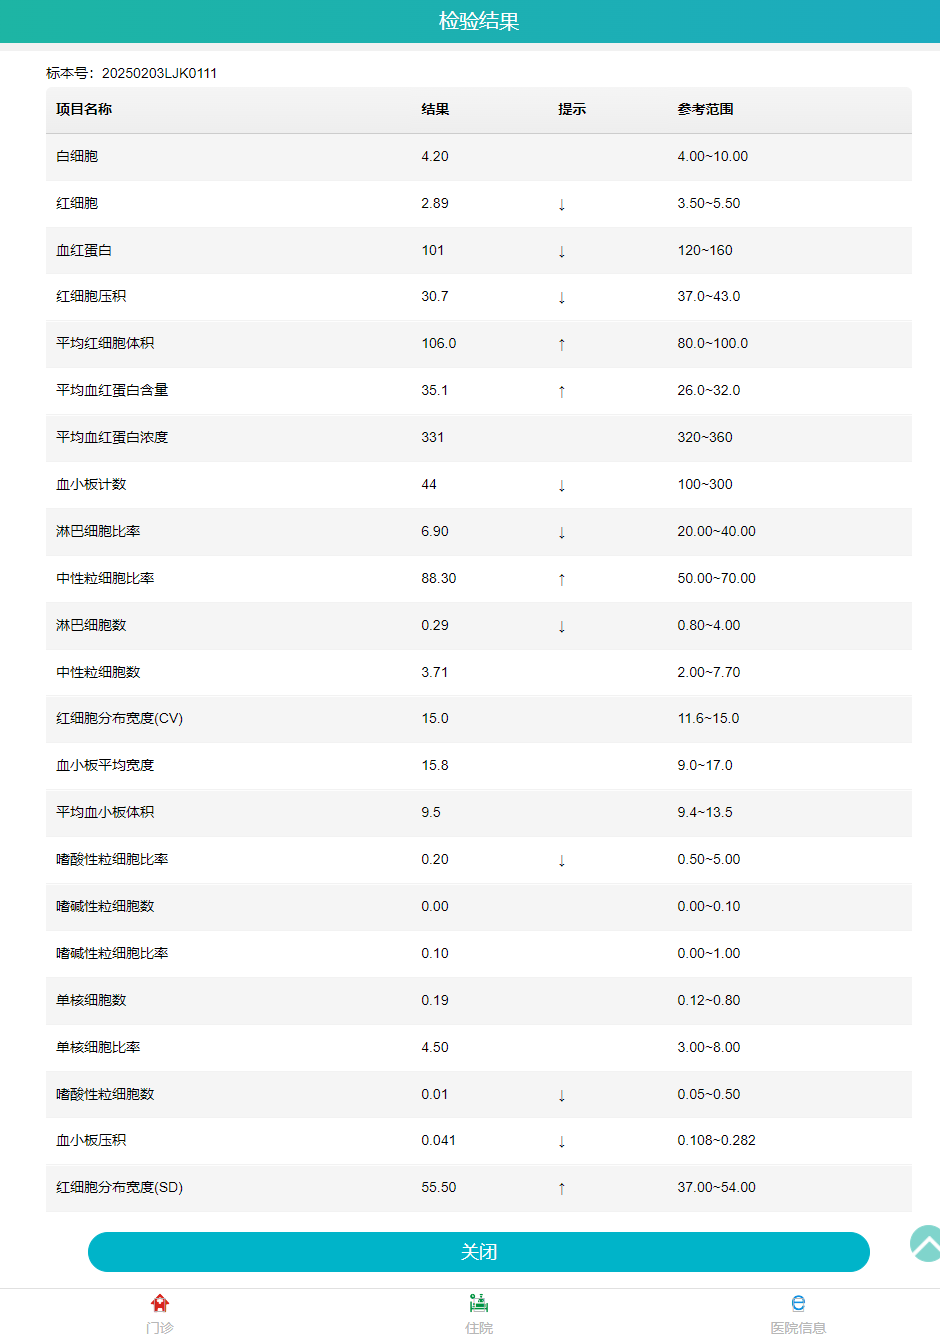 检验结果
标本号：20250203LJK0111
项目名称 结果 提示 参考范围
白细胞 4.20 4.00~10.00
红细胞 2.89 ↓ 3.50~5.50
血红蛋白 101 ↓ 120~160
红细胞压积 30.7 ↓ 37.0~43.0
平均红细胞体积 106.0 ↑ 80.0~100.0
平均血红蛋白含量 35.1 ↑ 26.0~32.0
平均血红蛋白浓度 331 320~360
血小板计数 44 ↓ 100~300
淋巴细胞比率 6.90 ↓ 20.00~40.00
中性粒细胞比率 88.30 ↑ 50.00~70.00
淋巴细胞数 0.29 ↓ 0.80~4.00
中性粒细胞数 3.71 2.00~7.70
红细胞分布宽度(CV) 15.0 11.6~15.0
血小板平均宽度 15.8 9.0~17.0
平均血小板体积 9.5 9.4~13.5
嗜酸性粒细胞比率 0.20 ↓ 0.50~5.00
嗜碱性粒细胞数 0.00 0.00~0.10
嗜碱性粒细胞比率 0.10 0.00~1.00
单核细胞数 0.19 0.12~0.80
单核细胞比率 4.50 3.00~8.00
嗜酸性粒细胞数 0.01 ↓ 0.05~0.50
血小板压积 0.041 ↓ 0.108~0.282
红细胞分布宽度(SD) 55.50 ↑ 37.00~54.00
关闭
门诊 住院 医院信息